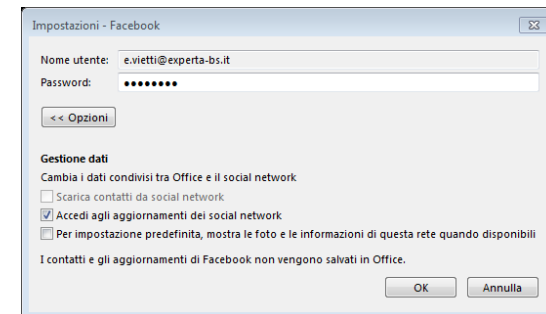 Impostazioni - Facebook
Nome utente: e.vietti@experta-bs.it
Password: ••••••••
<< Opzioni
Gestione dati
Cambia i dati condivisi tra Office e il social network
Scarica contatti da social network
Accedi agli aggiornamenti dei social network
Per impostazione predefinita, mostra le foto e le informazioni di questa rete quando disponibili
I contatti e gli aggiornamenti di Facebook non vengono salvati in Office.
OK Annulla